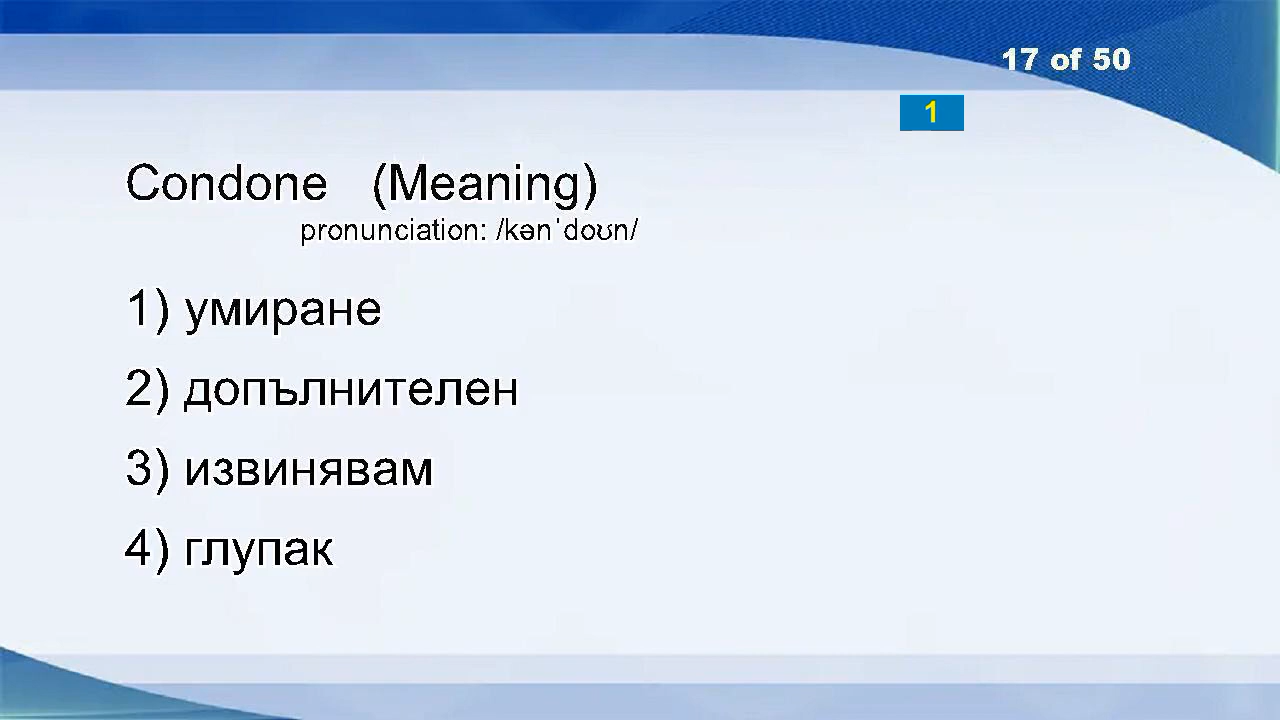 17 of 50
1
Condone (Meaning)
pronunciation: /kənˈdoʊn/
1) умиране
2) допълнителен
3) извинявам
4) глупак